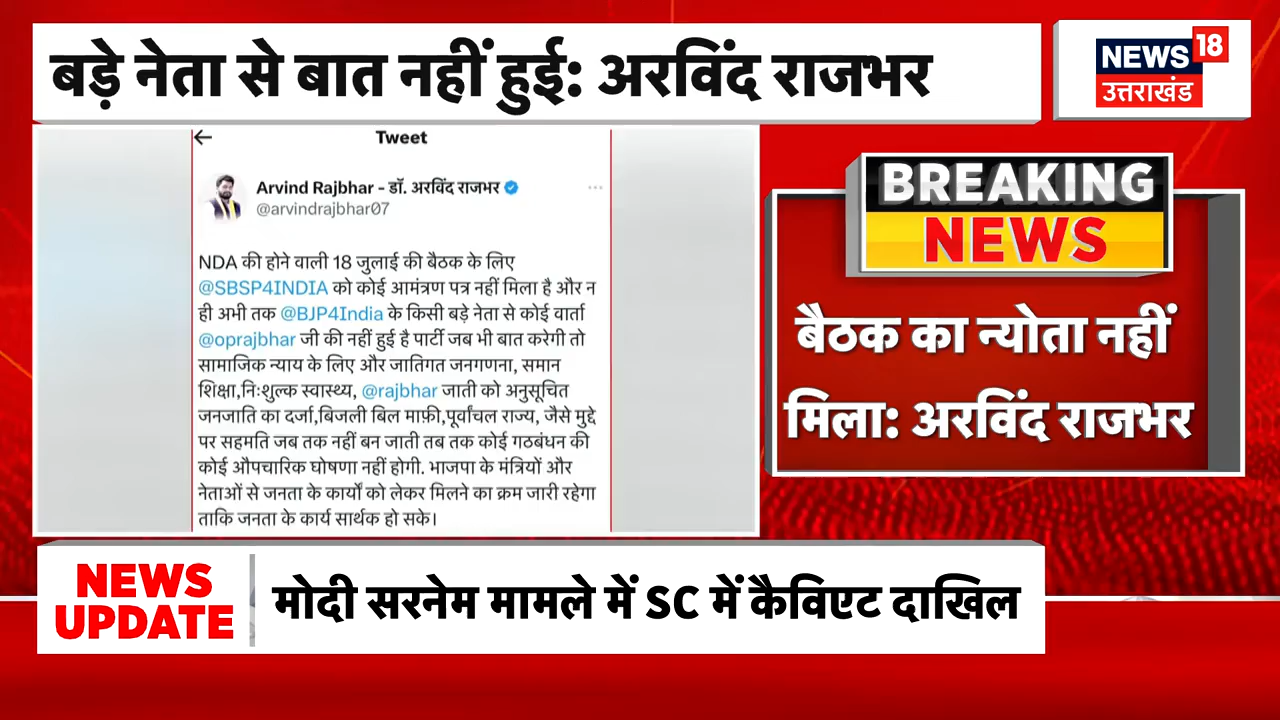 बड़े नेता से बात नहीं हुई: अरविंद राजभर
NEWS 18
उत्तराखंड
Tweet
Arvind Rajbhar - डॉ. अरविंद राजभर
@arvindrajbhar07
NDA की होने वाली 18 जुलाई की बैठक के लिए
@SBSP4INDIA को कोई आमंत्रण पत्र नहीं मिला है और न
ही अभी तक @BJP4India के किसी बड़े नेता से कोई वार्ता
@oprajbhar जी की नहीं हुई है पार्टी जब भी बात करेगी तो
सामाजिक न्याय के लिए और जातिगत जनगणना, समान
शिक्षा,निःशुल्क स्वास्थ्य, @rajbhar जाती को अनुसूचित
जनजाति का दर्जा,बिजली बिल माफ़ी,पूर्वांचल राज्य, जैसे मुद्दे
पर सहमति जब तक नहीं बन जाती तब तक कोई गठबंधन की
कोई औपचारिक घोषणा नहीं होगी. भाजपा के मंत्रियों और
नेताओं से जनता के कार्यों को लेकर मिलने का क्रम जारी रहेगा
ताकि जनता के कार्य सार्थक हो सके।
BREAKING
NEWS
बैठक का न्योता नहीं
मिला: अरविंद राजभर
NEWS
UPDATE
मोदी सरनेम मामले में SC में कैविएट दाखिल